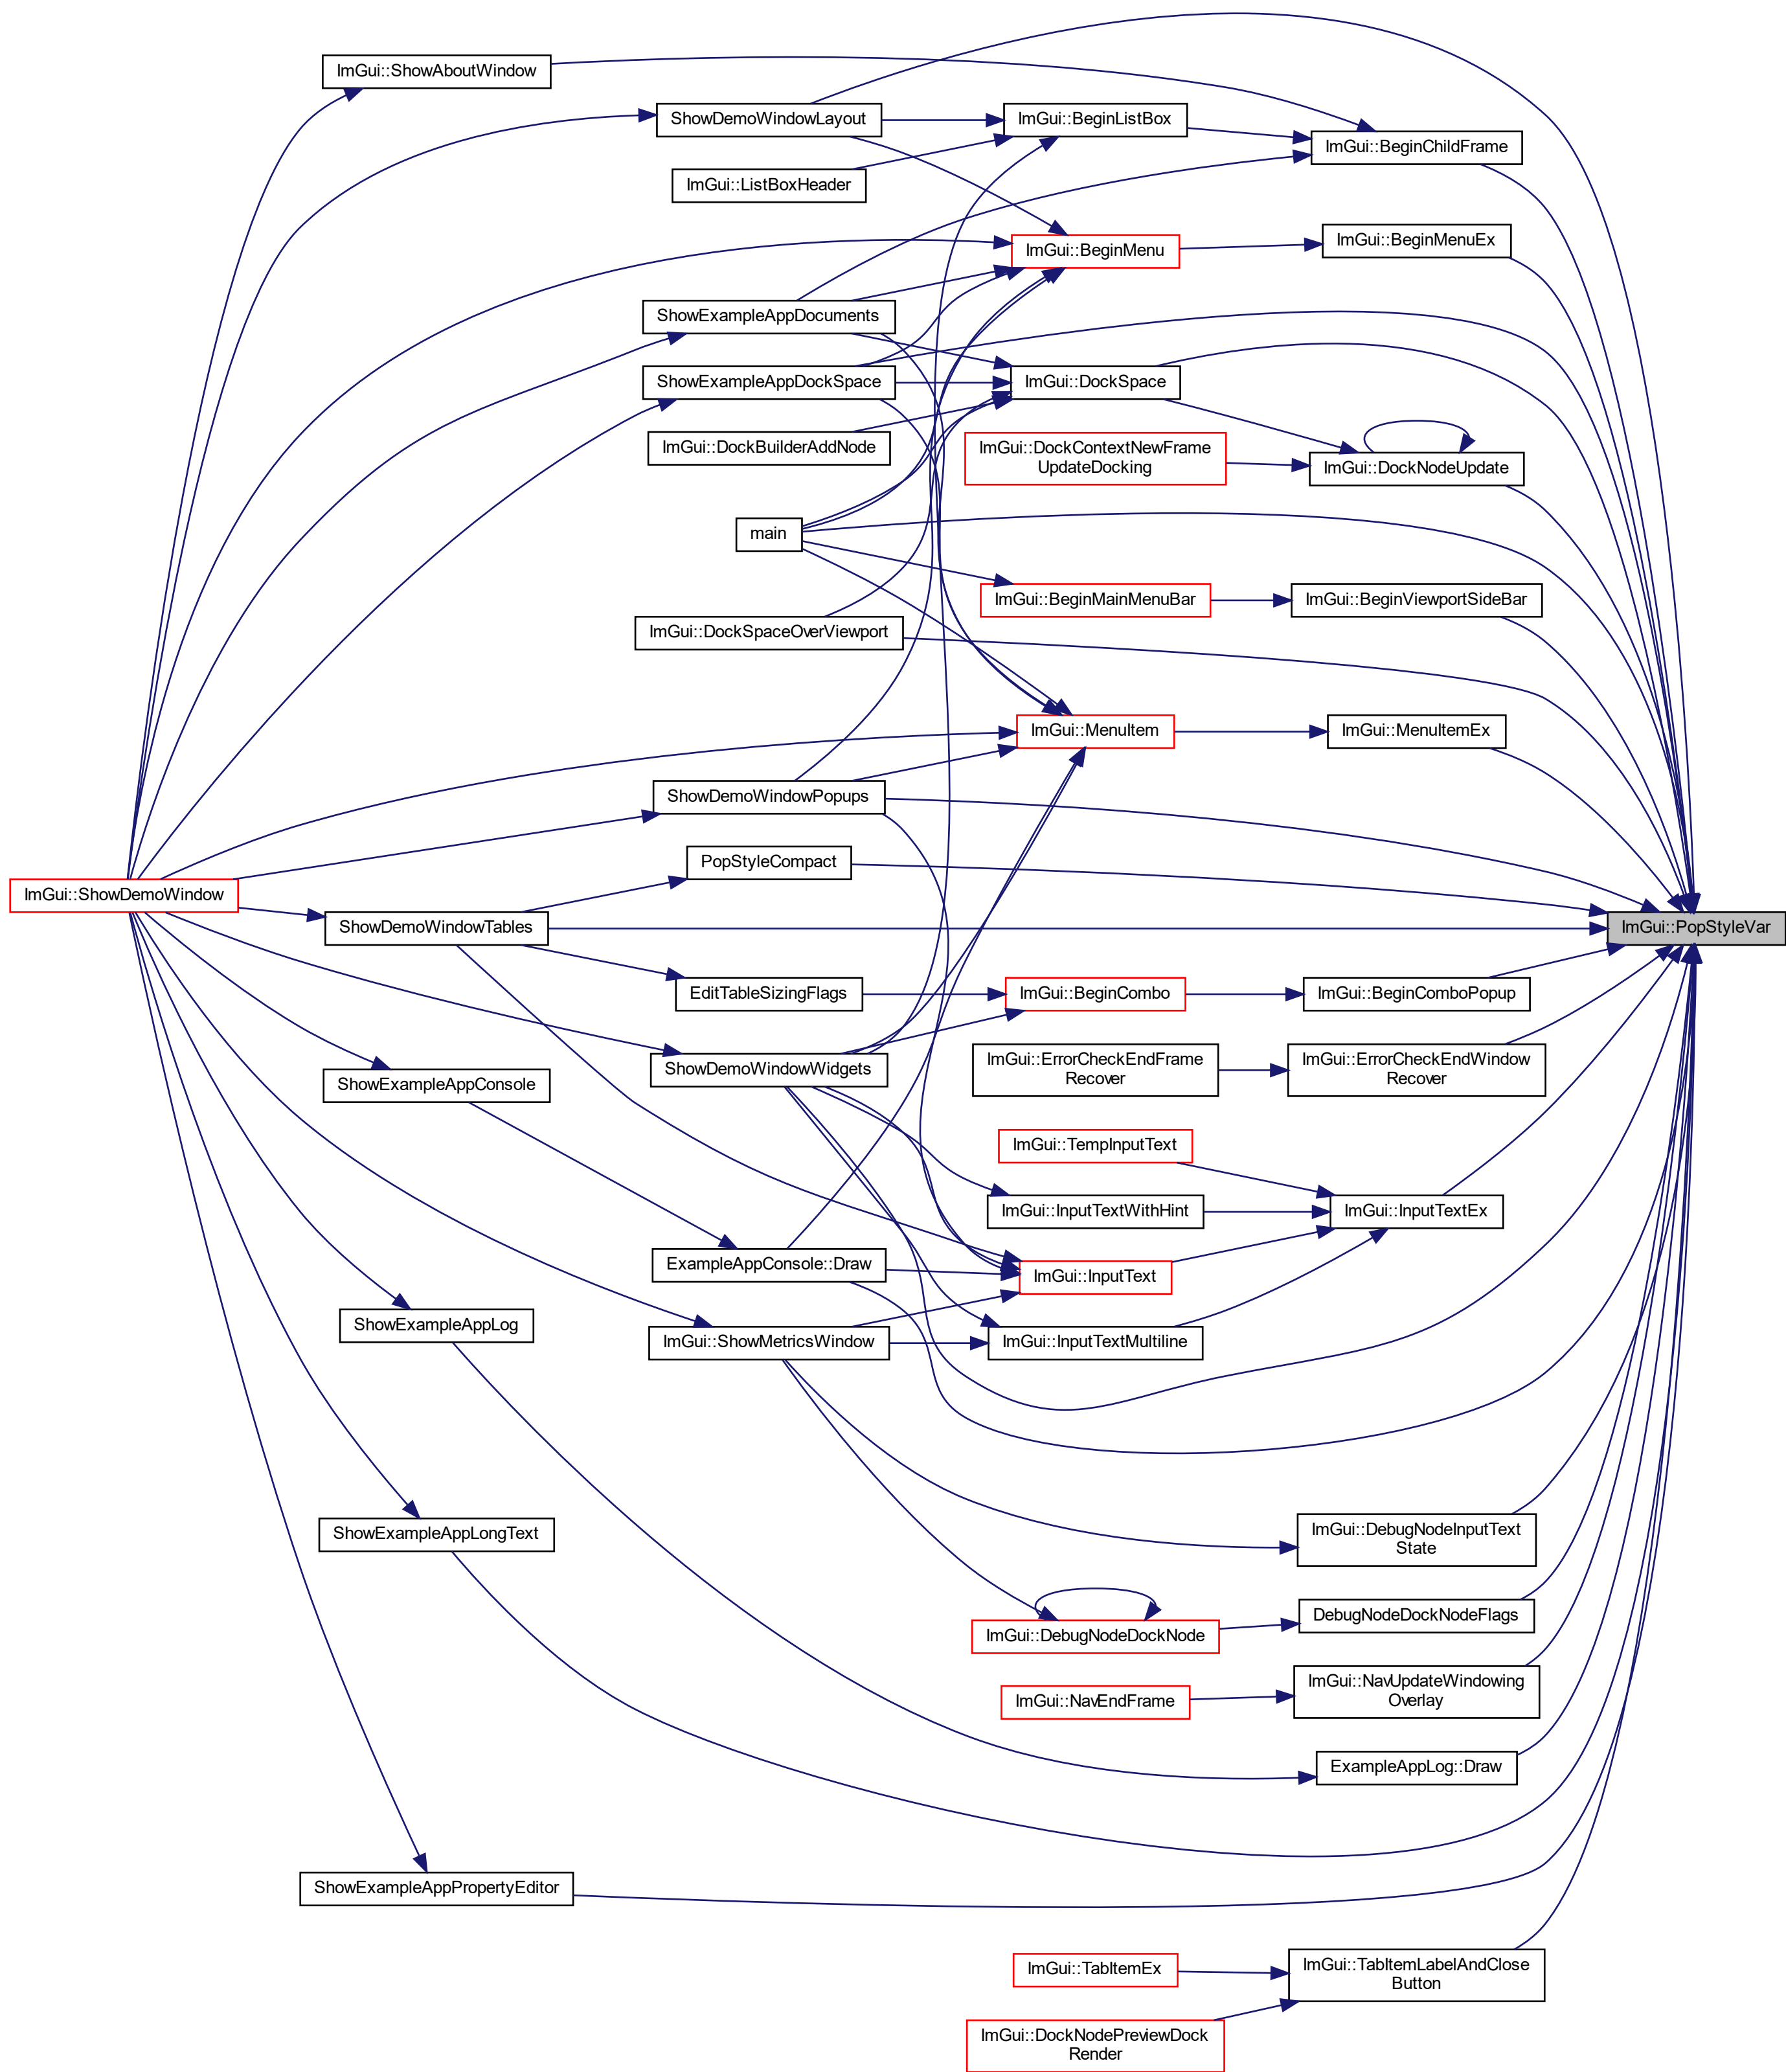 ImGui::ShowAboutWindow
ShowDemoWindowLayout
ImGui::BeginListBox
ImGui::BeginChildFrame
ImGui::ListBoxHeader
ImGui::BeginMenu
ImGui::BeginMenuEx
ShowExampleAppDocuments
ShowExampleAppDockSpace
ImGui::DockSpace
ImGui::DockBuilderAddNode
ImGui::DockContextNewFrame
UpdateDocking
ImGui::DockNodeUpdate
main
ImGui::BeginMainMenuBar
ImGui::BeginViewportSideBar
ImGui::DockSpaceOverViewport
ImGui::MenuItem
ImGui::MenuItemEx
ShowDemoWindowPopups
PopStyleCompact
ImGui::ShowDemoWindow
ShowDemoWindowTables
ImGui::PopStyleVar
EditTableSizingFlags
ImGui::BeginCombo
ImGui::BeginComboPopup
ShowDemoWindowWidgets
ImGui::ErrorCheckEndFrame
Recover
ImGui::ErrorCheckEndWindow
Recover
ShowExampleAppConsole
ImGui::TempInputText
ImGui::InputTextWithHint
ImGui::InputTextEx
ExampleAppConsole::Draw
ImGui::InputText
ShowExampleAppLog
ImGui::ShowMetricsWindow
ImGui::InputTextMultiline
ShowExampleAppLongText
ImGui::DebugNodeInputText
State
DebugNodeDockNodeFlags
ImGui::DebugNodeDockNode
ImGui::NavEndFrame
ImGui::NavUpdateWindowing
Overlay
ExampleAppLog::Draw
ShowExampleAppPropertyEditor
ImGui::TabItemEx
ImGui::TabItemLabelAndClose
Button
ImGui::DockNodePreviewDock
Render